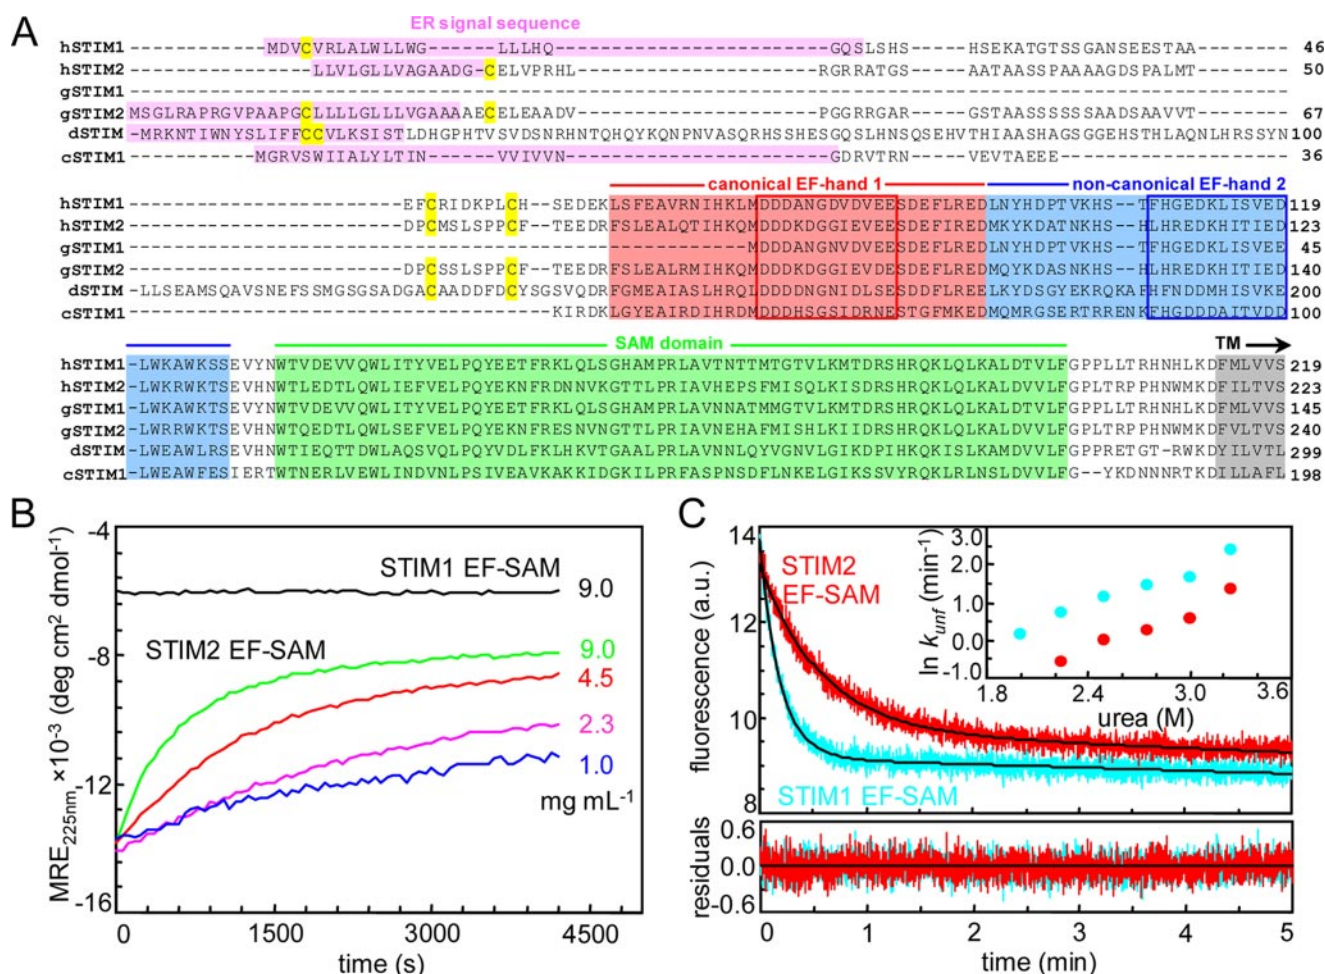 A
ER signal sequence
hSTIM1 --------------MDVCVRLALWLLWG------LLLHQ------------------------GQSLSHS------HSEKATGTSSGANSEESTAA--------- 46
hSTIM2 -------------------LLVLGLLVAGAADG-CELVPRHL---------------------RGRRATGS------AATAASSPAAAAGDSPALMT--------- 50
gSTIM1 ---------- 1
gSTIM2 MSGLRAPRGVPAAPGCLLLLGLLLVGAAAAECELEAADV------------------------PGGRRGAR------GSTAASSSSSAADSAAVVT---------- 67
dSTIM -MRKNTIWNYSLIFFCCVLKSISTLDHGPHTVSVDSNRHNTQHQYKQNPNVASQRHSSHESGQSLHNSQSEHVTHIAASHAGSGGEHSTHLAQNLHRSSYN 100
cSTIM1 -------------MGRVSWIIALYLTIN------VVIVVN-----------------------GDRVTRN------VEVTAEEE--------------------- 36
canonical EF-hand 1 non-canonical EF-hand 2
hSTIM1 ----------------------------EFCRIDKPLCH--SEDEKLSFEAVRNIHKLMDDDANGDVDVEESDEFLREDLNYHDPTVKHS--TFHGEDKLISVED 119
hSTIM2 ----------------------------DPCMSLSPPCF--TEEDRFSLEALQTIHKQMDDDKDGGIEVEESDEFIREDMKYKDATNKHS--HLHREDKHITIED 123
gSTIM1 ----------------------------------------------------------MDDDANGNVDVEESDEFLREDLNYHDPTVKHS--TFHGEDKLISVEE 45
gSTIM2 ----------------------------DPCSSLSPPCF--TEEDRFSLEALRMIHKQMDDDKDGGIEVDESDEFLREDMQYKDASNKHS--HLHREDKHITIED 140
dSTIM -LLSEAMSQAVSNEFSSMGSGSADGACAADDFDCYSGSVQDRFGMEAIASLHRQLDDDDNGNIDLSESDEFLREELKYDSGYEKRQKAFHFNDDMHISVKE 200
cSTIM1 ------------------------------------------KIRDKLGYEAIRDIHRDMDDDHSGSIDRNESTGFMKEDMQMRGSERTRRENKFHGDDDAITVDD 100
SAM domain TM
hSTIM1 -LWKAWKSSEVYNWTVDEVVQWLITYVELPQYEETFRKLQLSGHAMPRLAVTNTTMTGTVLKMTDRSHRQKLQLKALDTVLFGPPLLTRHNHLKDFMLVVS 219
hSTIM2 -LWKRWKTSEVHNWTLEDTLQWLIEFVELPQYEKNFRDNNVKGTTLPRIAVHEPSFMISQLKISDRSHRQKLQLKALDVVLFGPLTRPPHNWMKDFILTVS 223
gSTIM1 -LWKAWKTSEVYNWTVDEVVQWLITYVELPQYEETFRKLQLSGHAMPRLAVNNATMMGTVLKMTDRSHRQKLQLKALDTVLFGPPLLTRHNHLKDFMLVVS 145
gSTIM2 -LWRRWKTSEVHNWTQEDTLQWLSEFVELPQYEKNFRESNVNGTTLPRIAVNEHAFMISHLKIIDRSHRQKLQLKALDVVLFGPLTRPPHNWMKDFVLTVS 240
dSTIM -LWEAWLRSEVHNWTIEQTTDWLAQSVQLPQYVDLFKLHKVTGAALPRLAVNNLQYVGNVLGIKDPIHKQKISLKAMDVVLFGPPRETGT-RWKDYILVTL 299
cSTIM1 -LWEAWFESIERTWTNERLVEWLINDVNLPSIVEAVKAKKIDGKILPRFASPNSDFLNKELGIKSSVYRQKLRLNSLDVVLFG--YKDNNNRTKDILLAFL 198
B
MRE225nm ×10-3 (deg cm2 dmol-1)
-4
-8
-12
-16
STIM1 EF-SAM 9.0
STIM2 EF-SAM 9.0
4.5
2.3
1.0
mg mL-1
0 1500 3000 4500
time (s)
C
fluorescence (a.u.)
14
12
10
8
STIM2
EF-SAM
STIM1 EF-SAM
ln kunf (min-1)
3.0
2.0
1.0
0.0
-1.0
1.8 2.4 3.0 3.6
urea (M)
residuals
0.6
0.0
-0.6
0 1 2 3 4 5
time (min)